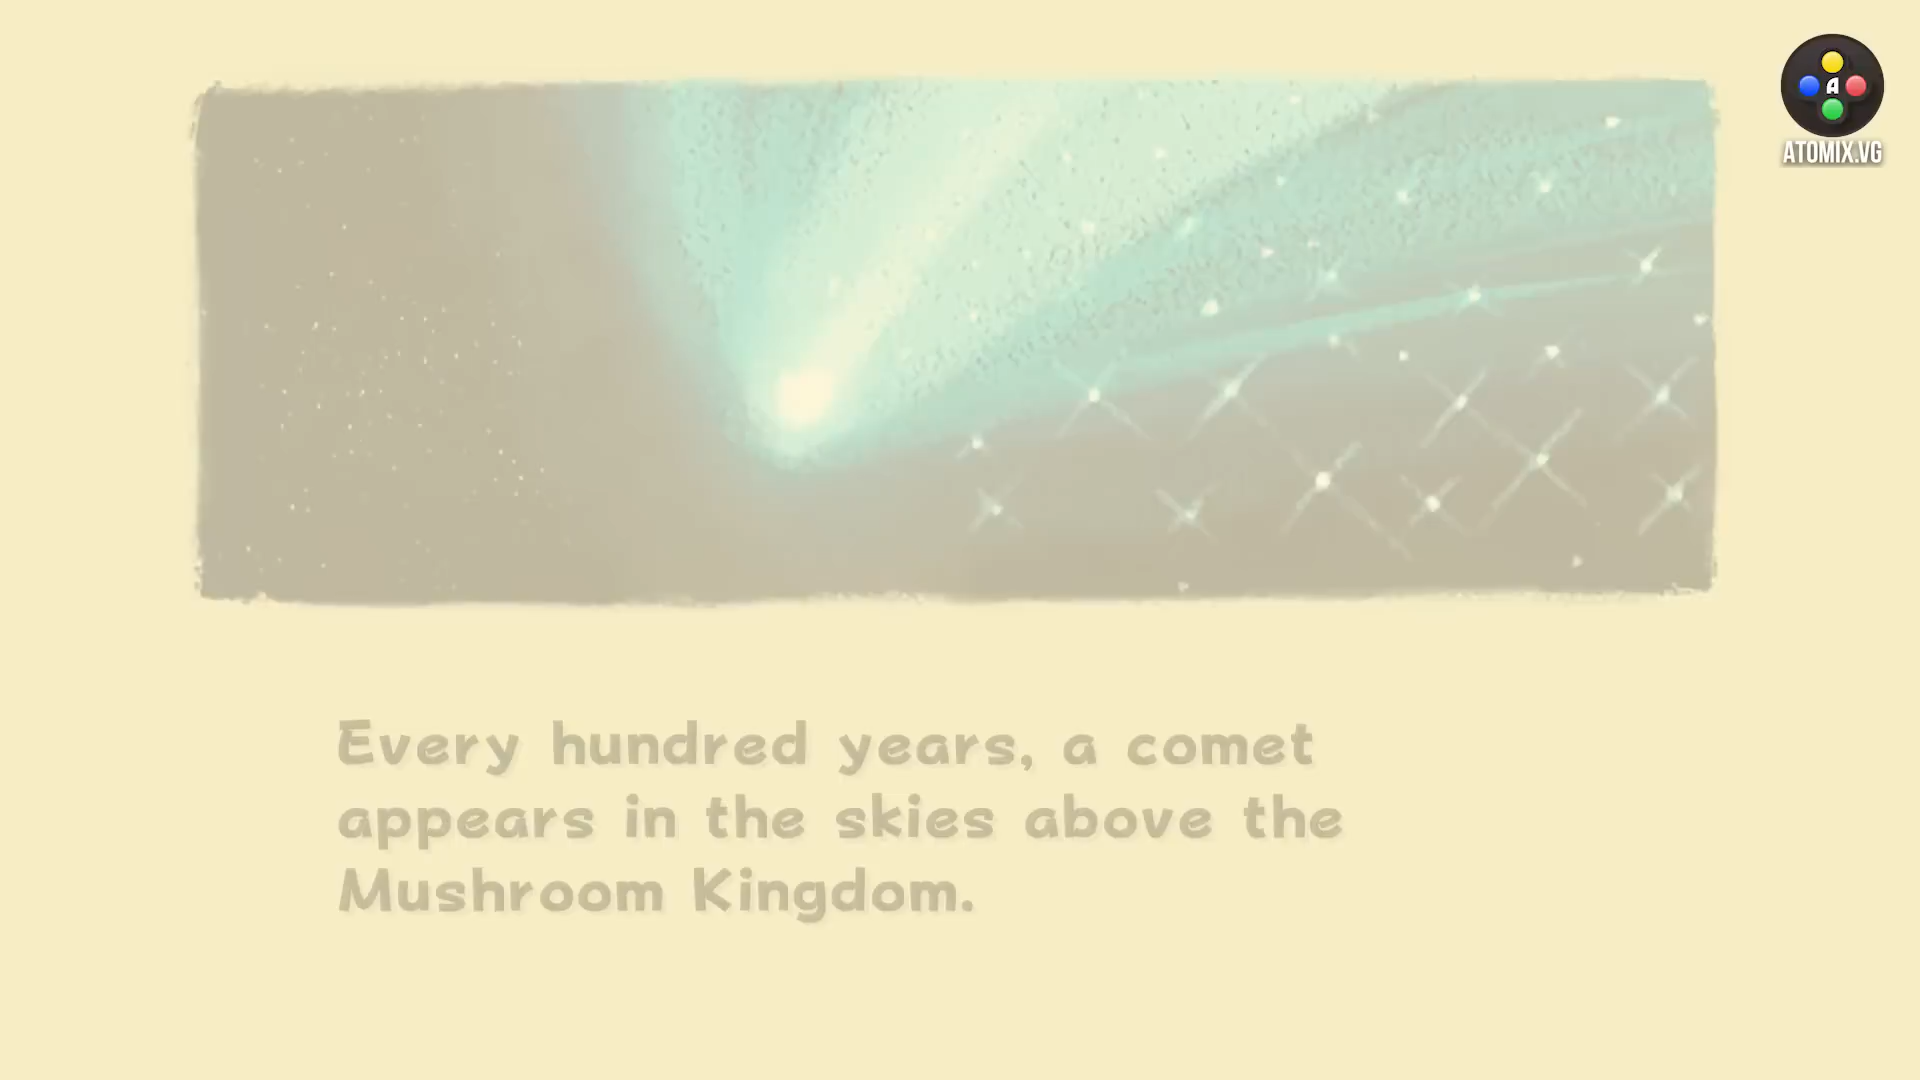 A
ATOMIX.VG
Every hundred years, a comet
appears in the skies above the
Mushroom Kingdom.